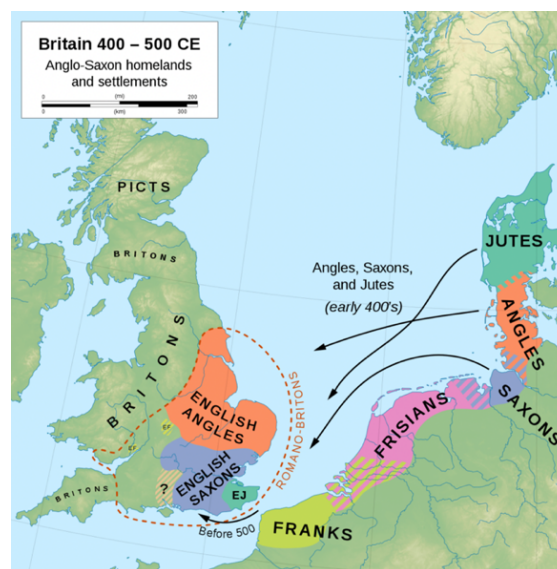 Britain 400 – 500 CE
Anglo-Saxon homelands
and settlements
0 (mi) 200
0 (km) 300
PICTS
BRITONS
JUTES
Angles, Saxons,
and Jutes
(early 400's)
ANGLES
BRITONS
SAXONS
ENGLISH
ANGLES
ROMANO-BRITONS
FRISIANS
EF
EF
ENGLISH
SAXONS
?
BRITONS
EJ
Before 500
FRANKS